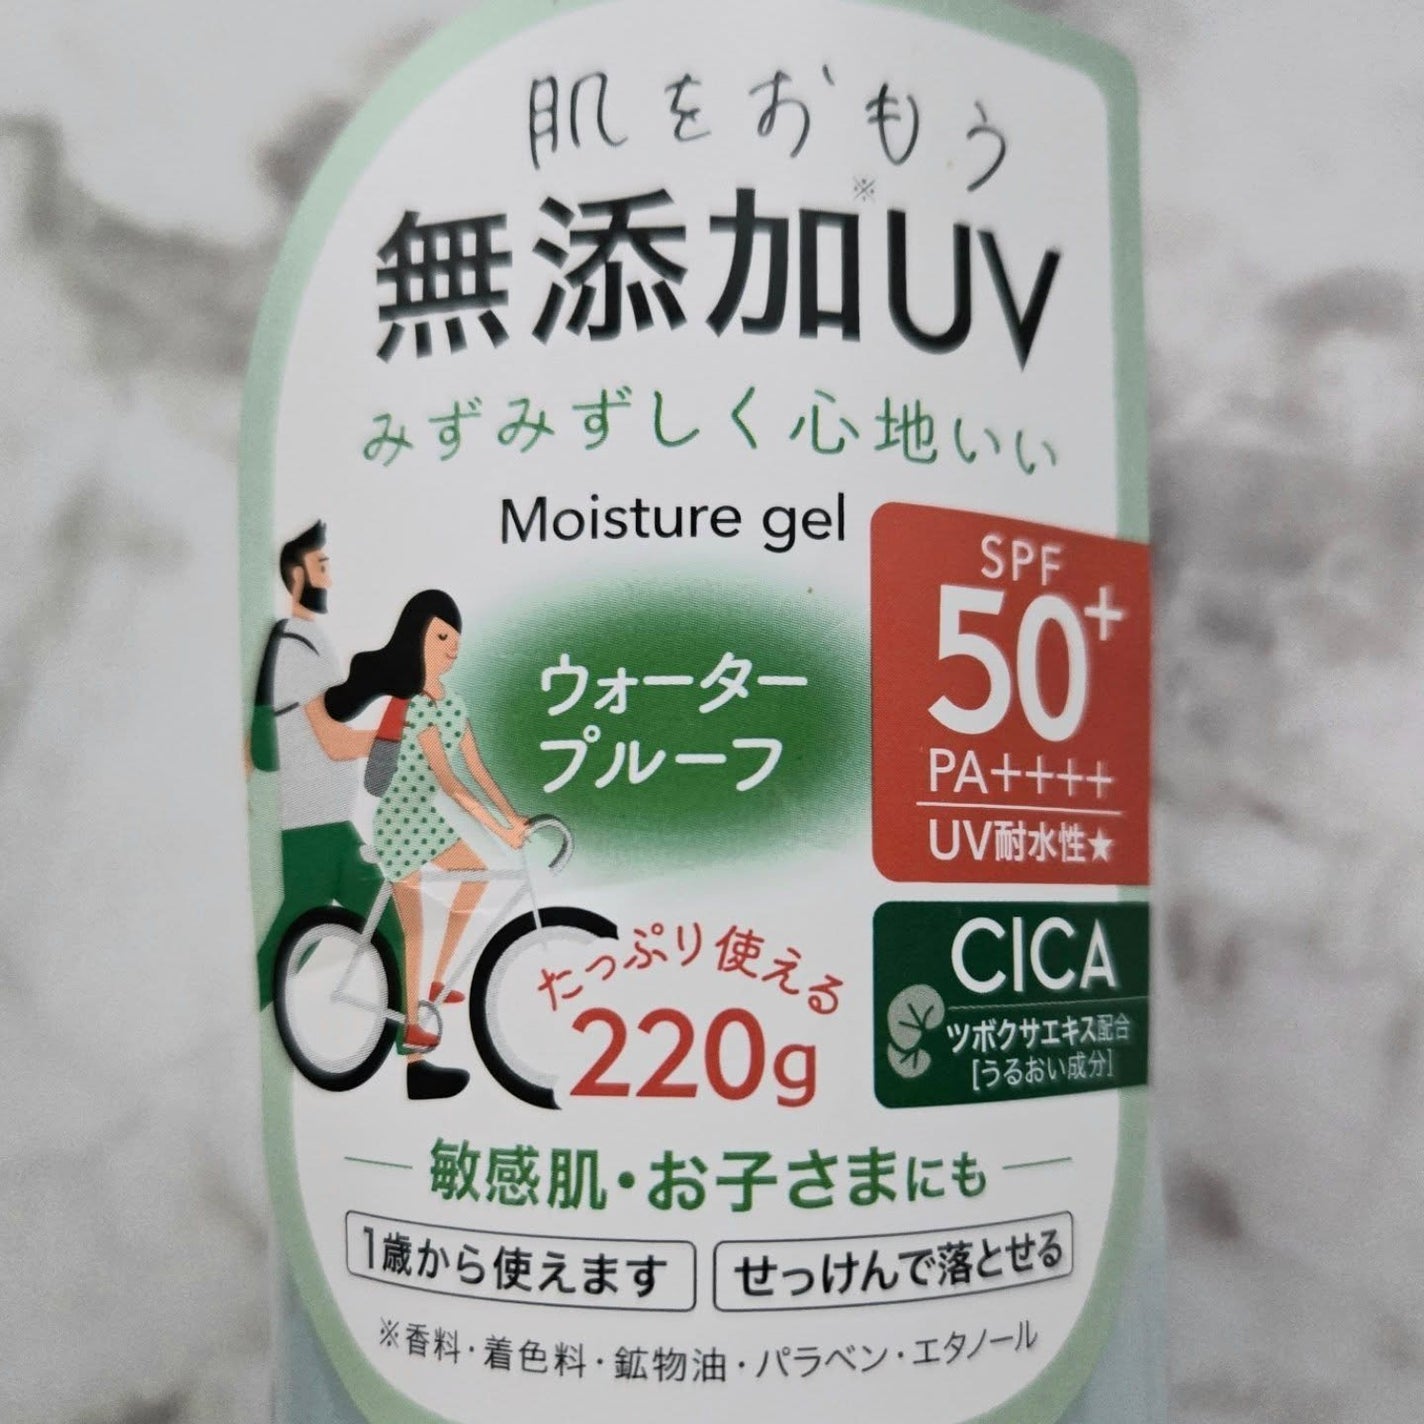 肌をおもう
無添加※UV
みずみずしく心地いい
Moisture gel
ウォーター
プルーフ
SPF
50+
PA++++
UV耐水性★
CICA
ツボクサエキス配合
[うるおい成分]
たっぷり使える
220g
敏感肌・お子さまにも
1歳から使えます
せっけんで落とせる
※香料・着色料・鉱物油・パラベン・エタノール